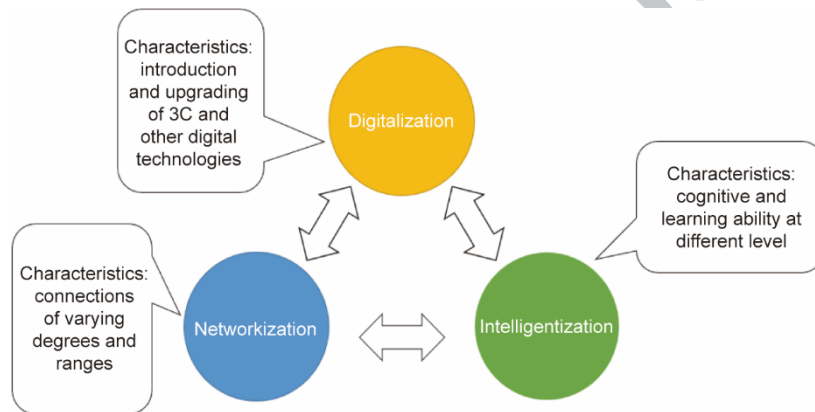 Characteristics:
introduction
and upgrading
of 3C and
other digital
technologies
Digitalization
Characteristics:
cognitive and
learning ability at
different level
Characteristics:
connections
of varying
degrees and
ranges
Networkization
Intelligentization